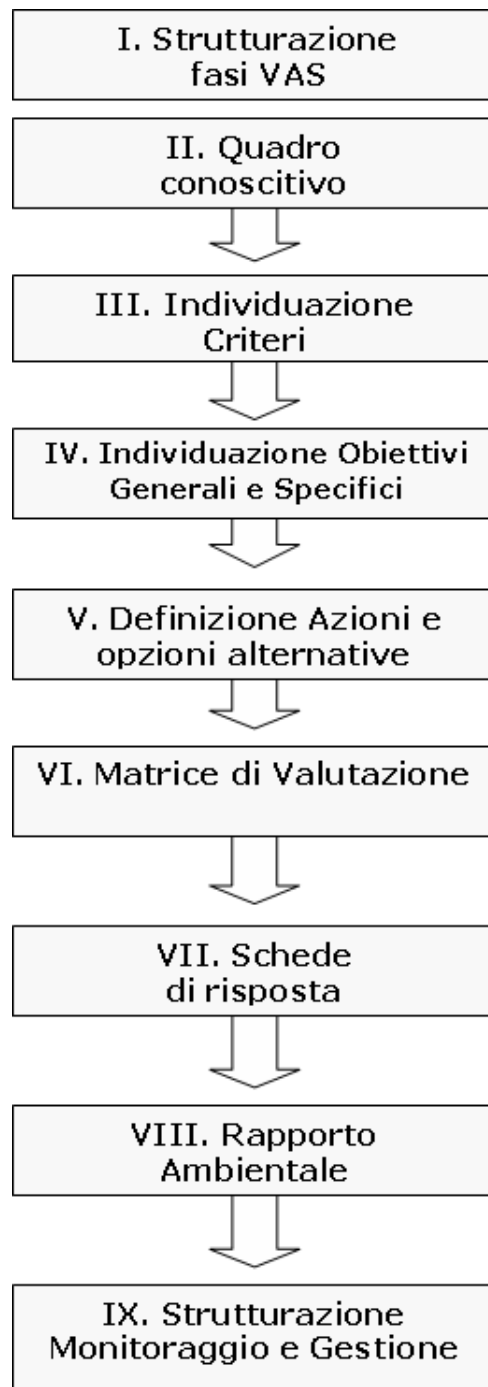 I. Strutturazione
fasi VAS
II. Quadro
conoscitivo
III. Individuazione
Criteri
IV. Individuazione Obiettivi
Generali e Specifici
V. Definizione Azioni e
opzioni alternative
VI. Matrice di Valutazione
VII. Schede
di risposta
VIII. Rapporto
Ambientale
IX. Strutturazione
Monitoraggio e Gestione